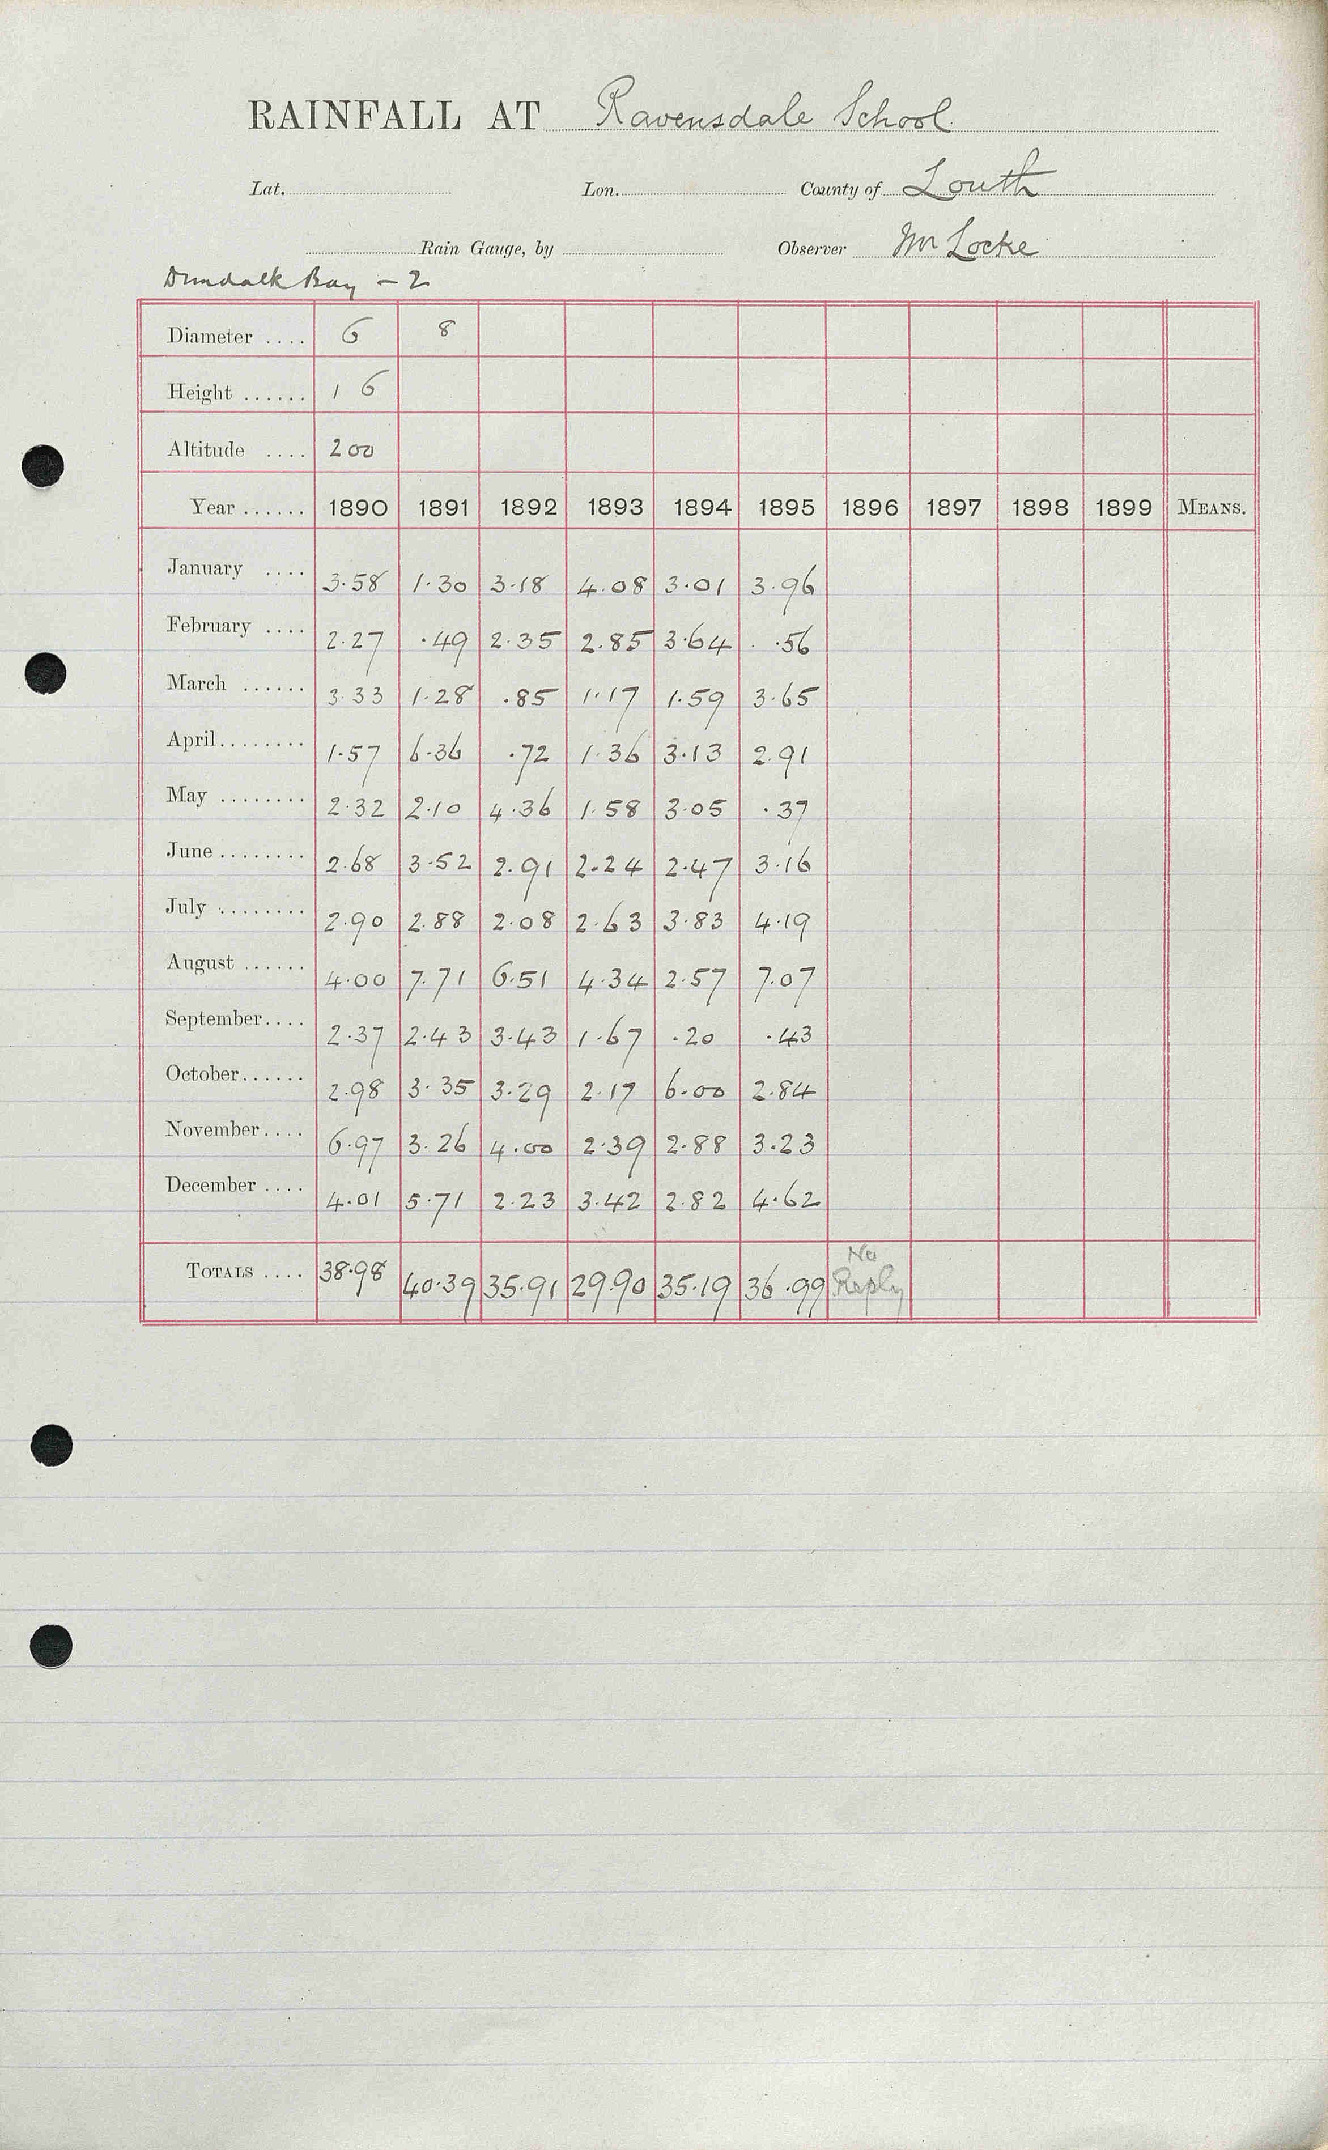 RAINFALL AT Ravensdale School.
Lat. Lon. County of Louth
Rain Gauge, by Observer Mr Locke
Dundalk Bay - 2
Diameter .... 6 8
Height ...... 1 6
Altitude .... 200
Year ...... 1890 1891 1892 1893 1894 1895 1896 1897 1898 1899 MEANS.
January .... 3.58 1.30 3.18 4.08 3.01 3.96
February .... 2.27 .49 2.35 2.85 3.64 .56
March ...... 3.33 1.28 .85 1.17 1.59 3.65
April........ 1.57 6.36 .72 1.36 3.13 2.91
May ........ 2.32 2.10 4.36 1.58 3.05 .37
June ........ 2.68 3.52 2.91 2.24 2.47 3.16
July ........ 2.90 2.88 2.08 2.63 3.83 4.19
August ...... 4.00 7.71 6.51 4.34 2.57 7.07
September.... 2.37 2.43 3.43 1.67 .20 .43
October...... 2.98 3.35 3.29 2.17 6.00 2.84
November.... 6.97 3.26 4.00 2.39 2.88 3.23
December .... 4.01 5.71 2.23 3.42 2.82 4.62
TOTALS .... 38.98 40.39 35.91 29.90 35.19 36.99 No Reply